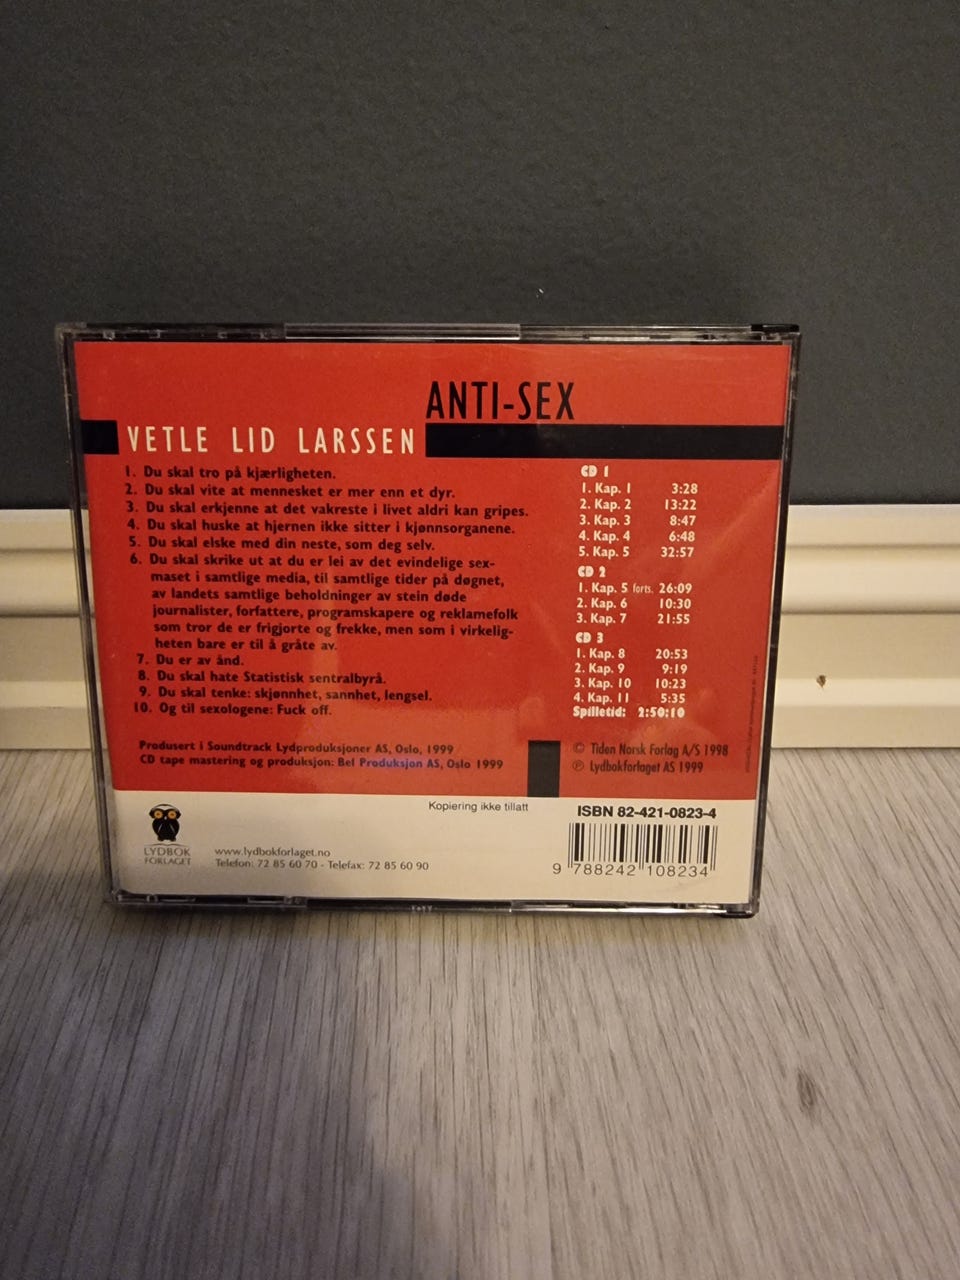 ANTI-SEX
VETLE LID LARSSEN
1. Du skal tro på kjærligheten.
2. Du skal vite at mennesket er mer enn et dyr.
3. Du skal erkjenne at det vakreste i livet aldri kan gripes.
4. Du skal huske at hjernen ikke sitter i kjønnsorganene.
5. Du skal elske med din neste, som deg selv.
6. Du skal skrike ut at du er lei av det evindelige sex-
maset i samtlige media, til samtlige tider på døgnet,
av landets samtlige beholdninger av stein døde
journalister, forfattere, programskapere og reklamefolk
som tror de er frigjorte og frekke, men som i virkelig-
heten bare er til å gråte av.
7. Du er av ånd.
8. Du skal hate Statistisk sentralbyrå.
9. Du skal tenke: skjønnhet, sannhet, lengsel.
10. Og til sexologene: Fuck off.
CD 1
1. Kap. 1 3:28
2. Kap. 2 13:22
3. Kap. 3 8:47
4. Kap. 4 6:48
5. Kap. 5 32:57
CD 2
1. Kap. 5 forts. 26:09
2. Kap. 6 10:30
3. Kap. 7 21:55
CD 3
1. Kap. 8 20:53
2. Kap. 9 9:19
3. Kap. 10 10:23
4. Kap. 11 5:35
Spilletid: 2:50:10
Produsert i Soundtrack Lydproduksjoner AS, Oslo, 1999
CD tape mastering og produksjon: Bel Produksjon AS, Oslo 1999
© Tiden Norsk Forlag A/S 1998
℗ Lydbokforlaget AS 1999
Kopiering ikke tillatt
ISBN 82-421-0823-4
LYDBOK
FORLAGET
www.lydbokforlaget.no
Telefon: 72 85 60 70 - Telefax: 72 85 60 90
9 788242 108234